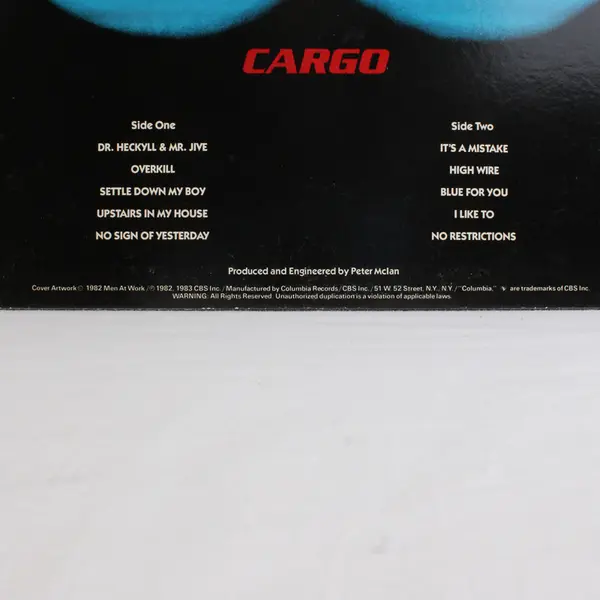 CARGO
Side One
DR. HECKYLL & MR. JIVE
OVERKILL
SETTLE DOWN MY BOY
UPSTAIRS IN MY HOUSE
NO SIGN OF YESTERDAY
Side Two
IT'S A MISTAKE
HIGH WIRE
BLUE FOR YOU
I LIKE TO
NO RESTRICTIONS
Produced and Engineered by Peter McIan
Cover Artwork © 1982 Men At Work / ℗ 1982, 1983 CBS Inc. / Manufactured by Columbia Records / CBS Inc. / 51 W. 52 Street, N.Y., N.Y. / "Columbia," are trademarks of CBS Inc.
WARNING: All Rights Reserved. Unauthorized duplication is a violation of applicable laws.